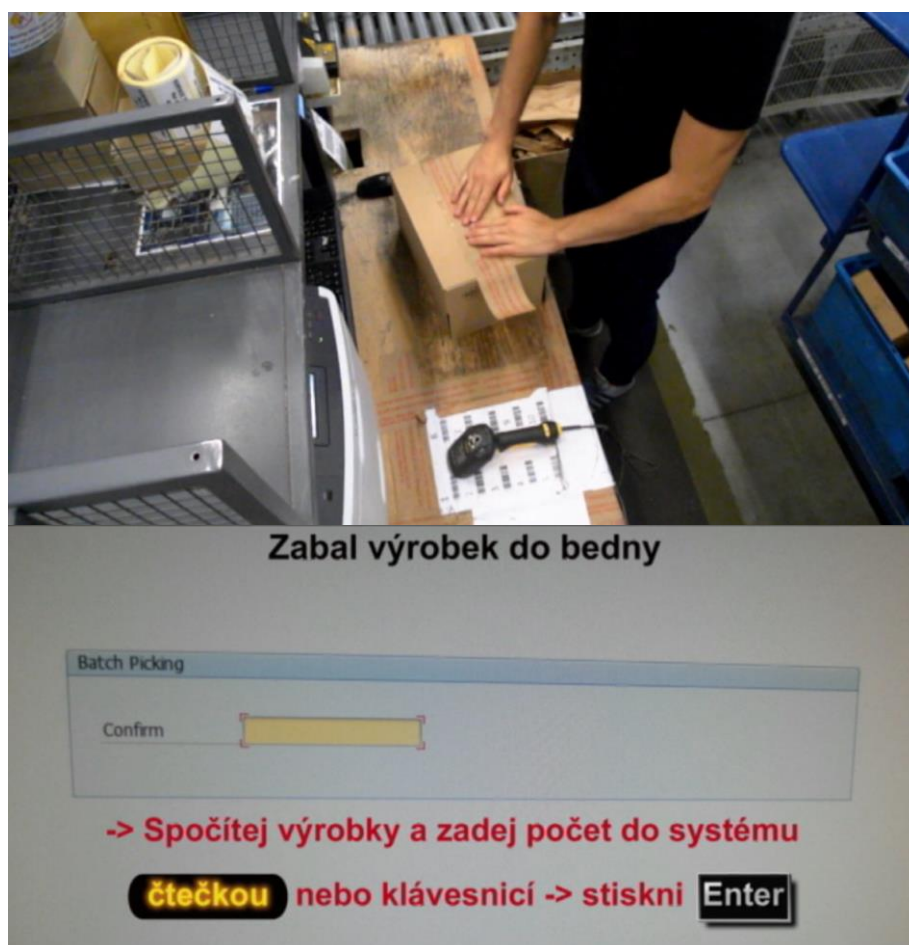 Zabal výrobek do bedny
Batch Picking
Confirm
-> Spočítej výrobky a zadej počet do systému
čtečkou nebo klávesnicí -> stiskni Enter